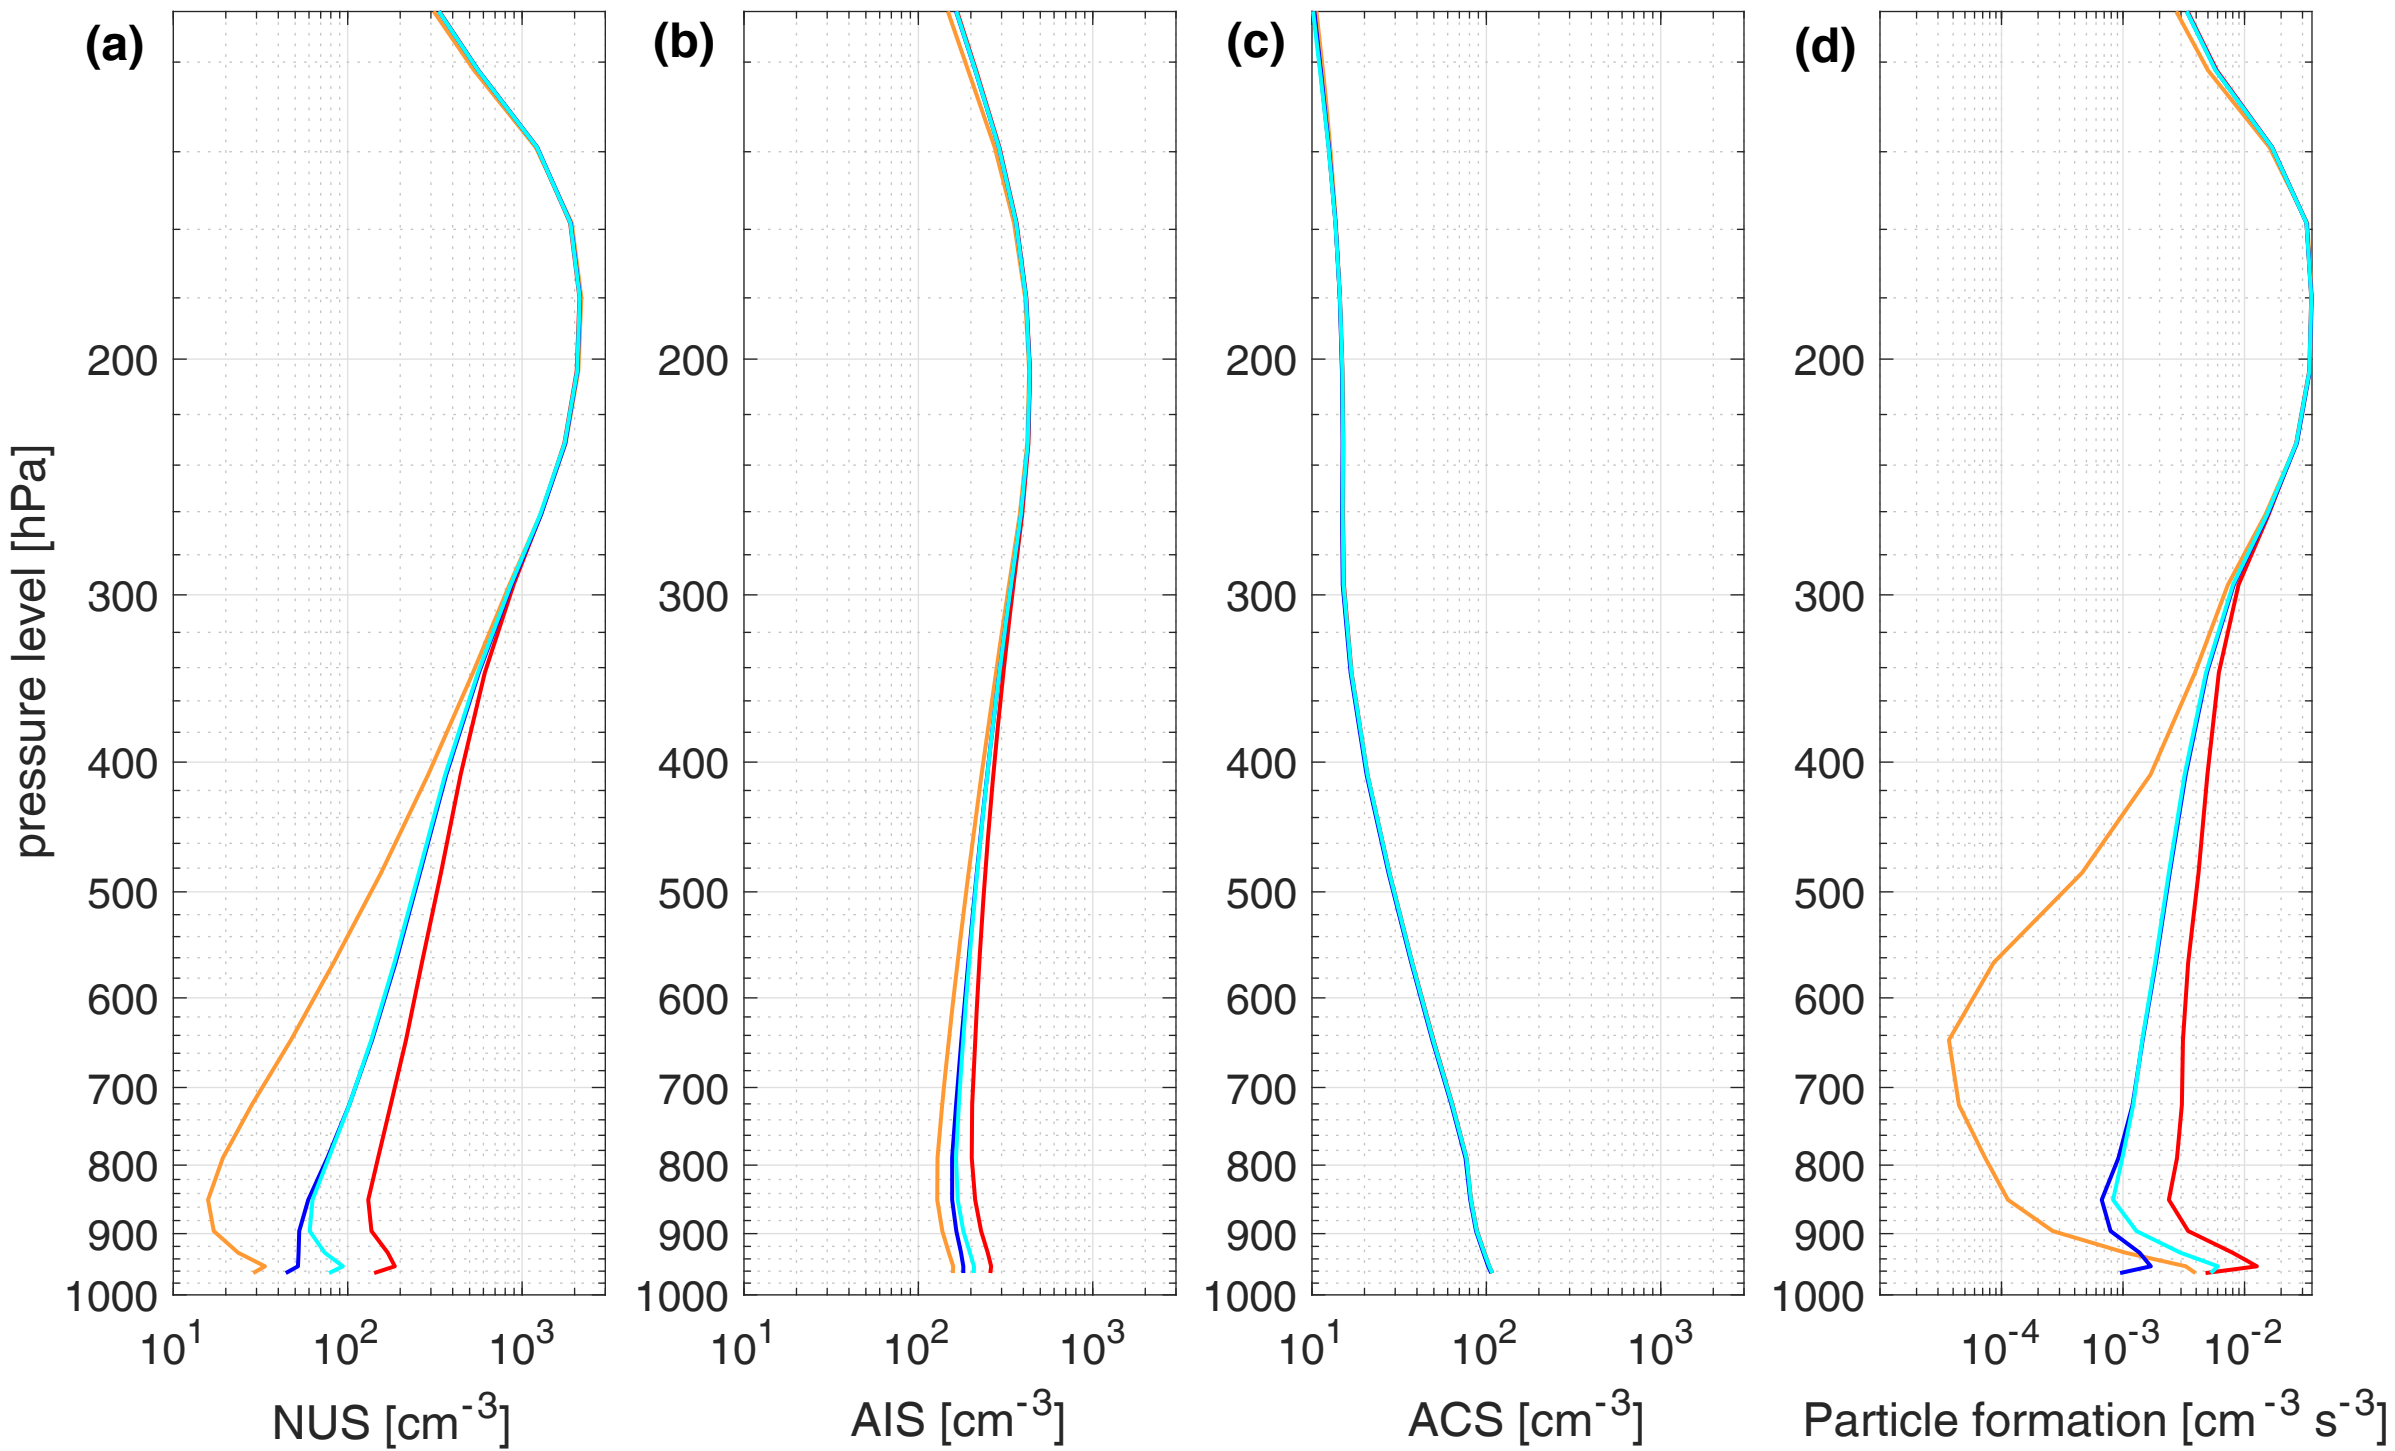 (a) (b) (c) (d)
pressure level [hPa]
200 200 200 200
300 300 300 300
400 400 400 400
500 500 500 500
600 600 600 600
700 700 700 700
800 800 800 800
900 900 900 900
1000 1000 1000 1000
10^1 10^2 10^3 10^1 10^2 10^3 10^1 10^2 10^3 10^-4 10^-3 10^-2
NUS [cm^-3] AIS [cm^-3] ACS [cm^-3] Particle formation [cm^-3 s^-3]